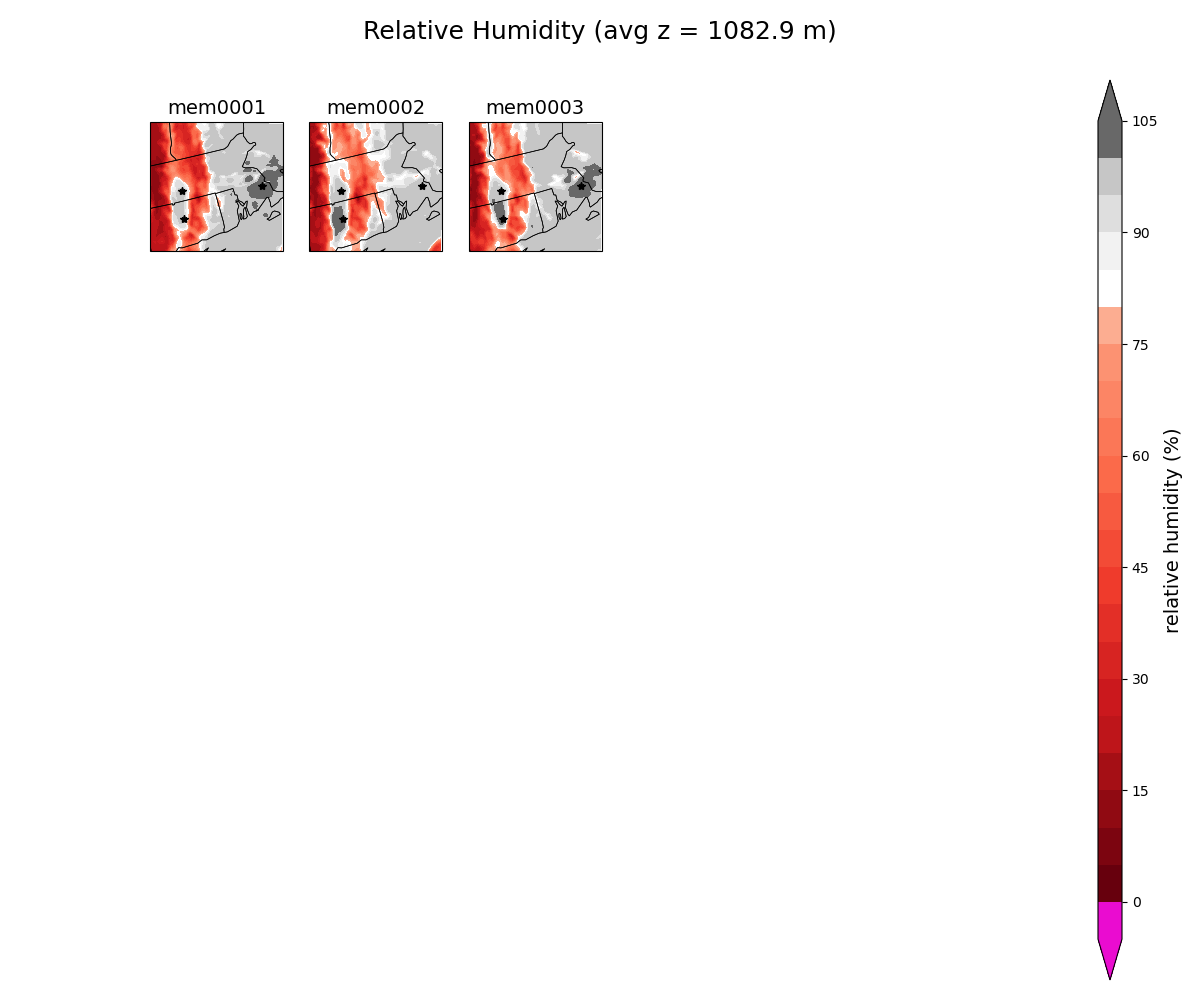 Relative Humidity (avg z = 1082.9 m)
mem0001
mem0002
mem0003
105
90
75
60
45
30
15
0
relative humidity (%)